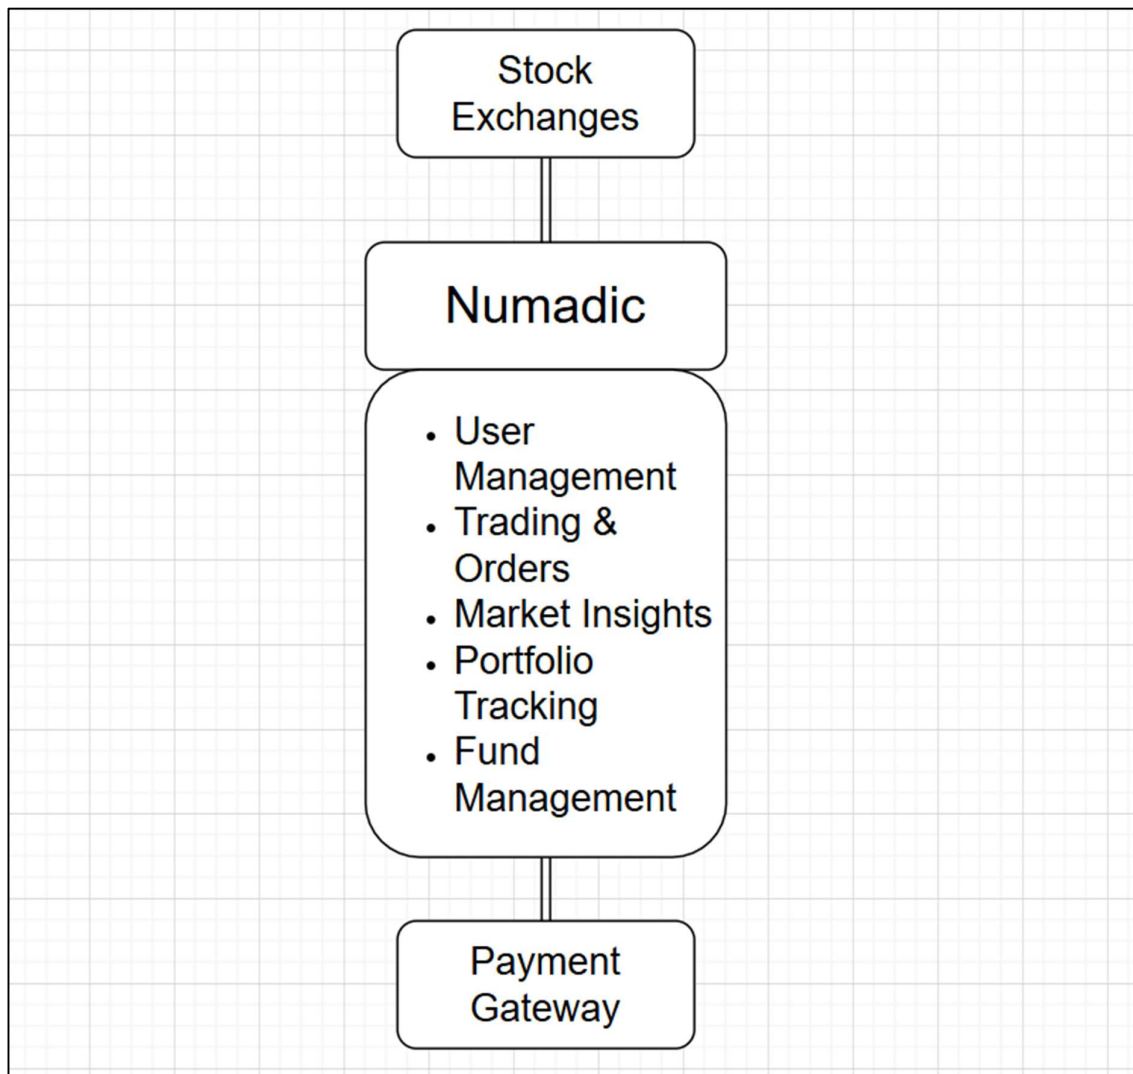 Stock
Exchanges
Numadic
• User
Management
• Trading &
Orders
• Market Insights
• Portfolio
Tracking
• Fund
Management
Payment
Gateway